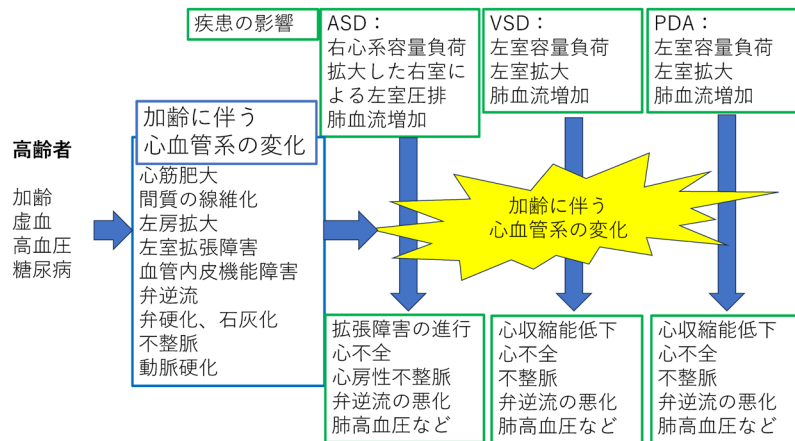 疾患の影響
ASD：
右心系容量負荷
拡大した右室に
よる左室圧排
肺血流増加
VSD：
左室容量負荷
左室拡大
肺血流増加
PDA：
左室容量負荷
左室拡大
肺血流増加
高齢者
加齢
虚血
高血圧
糖尿病
加齢に伴う
心血管系の変化
心筋肥大
間質の線維化
左房拡大
左室拡張障害
血管内皮機能障害
弁逆流
弁硬化、石灰化
不整脈
動脈硬化
加齢に伴う
心血管系の変化
拡張障害の進行
心不全
心房性不整脈
弁逆流の悪化
肺高血圧など
心収縮能低下
心不全
不整脈
弁逆流の悪化
肺高血圧など
心収縮能低下
心不全
不整脈
弁逆流の悪化
肺高血圧など